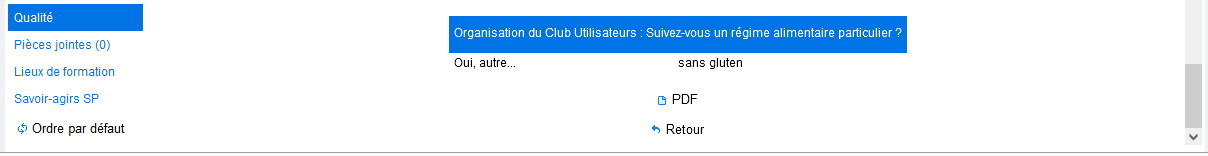 Qualité
Pièces jointes (0)
Lieux de formation
Savoir-agirs SP
Ordre par défaut
Organisation du Club Utilisateurs : Suivez-vous un régime alimentaire particulier ?
Oui, autre... sans gluten
PDF
Retour